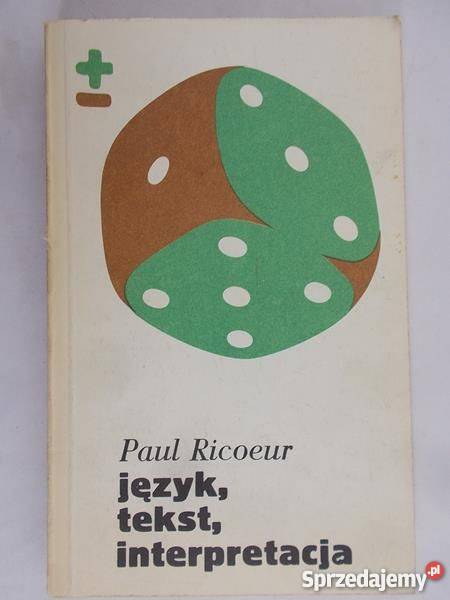 ±
Paul Ricoeur
język,
tekst,
interpretacja
Sprzedajemy.pl